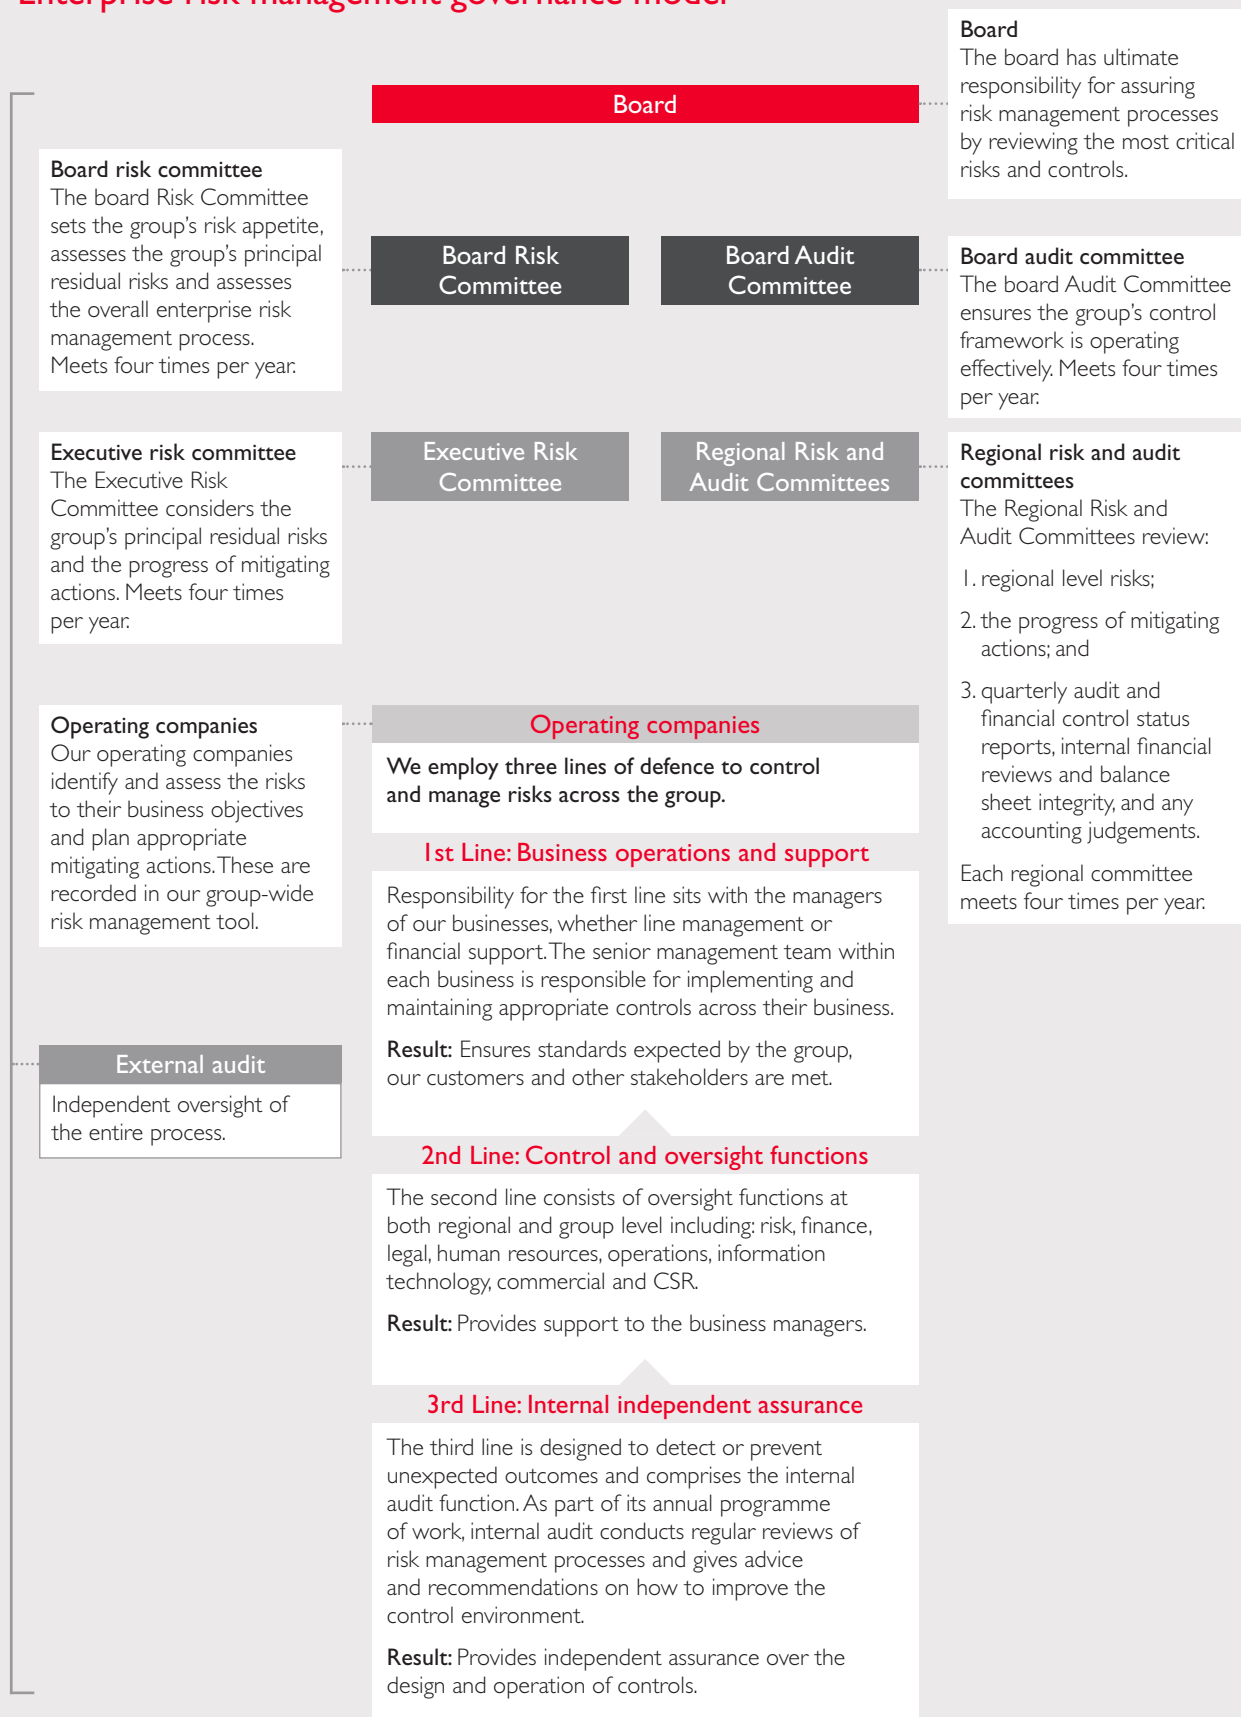 Enterprise risk management governance model
Board
Board
The board has ultimate
responsibility for assuring
risk management processes
by reviewing the most critical
risks and controls.
Board risk committee
The board Risk Committee
sets the group's risk appetite,
assesses the group's principal
residual risks and assesses
the overall enterprise risk
management process.
Meets four times per year.
Board Risk
Committee
Board Audit
Committee
Board audit committee
The board Audit Committee
ensures the group's control
framework is operating
effectively. Meets four times
per year.
Executive risk committee
The Executive Risk
Committee considers the
group's principal residual risks
and the progress of mitigating
actions. Meets four times
per year.
Executive Risk
Committee
Regional Risk and
Audit Committees
Regional risk and audit
committees
The Regional Risk and
Audit Committees review:
1. regional level risks;
2. the progress of mitigating
actions; and
3. quarterly audit and
financial control status
reports, internal financial
reviews and balance
sheet integrity, and any
accounting judgements.
Each regional committee
meets four times per year.
Operating companies
Our operating companies
identify and assess the risks
to their business objectives
and plan appropriate
mitigating actions. These are
recorded in our group-wide
risk management tool.
Operating companies
We employ three lines of defence to control
and manage risks across the group.
1st Line: Business operations and support
Responsibility for the first line sits with the managers
of our businesses, whether line management or
financial support. The senior management team within
each business is responsible for implementing and
maintaining appropriate controls across their business.
Result: Ensures standards expected by the group,
our customers and other stakeholders are met.
External audit
Independent oversight of
the entire process.
2nd Line: Control and oversight functions
The second line consists of oversight functions at
both regional and group level including: risk, finance,
legal, human resources, operations, information
technology, commercial and CSR.
Result: Provides support to the business managers.
3rd Line: Internal independent assurance
The third line is designed to detect or prevent
unexpected outcomes and comprises the internal
audit function. As part of its annual programme
of work, internal audit conducts regular reviews of
risk management processes and gives advice
and recommendations on how to improve the
control environment.
Result: Provides independent assurance over the
design and operation of controls.